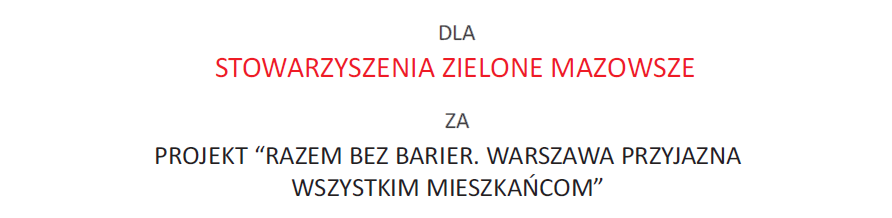 DLA
STOWARZYSZENIA ZIELONE MAZOWSZE
ZA
PROJEKT “RAZEM BEZ BARIER. WARSZAWA PRZYJAZNA
WSZYSTKIM MIESZKAŃCOM”